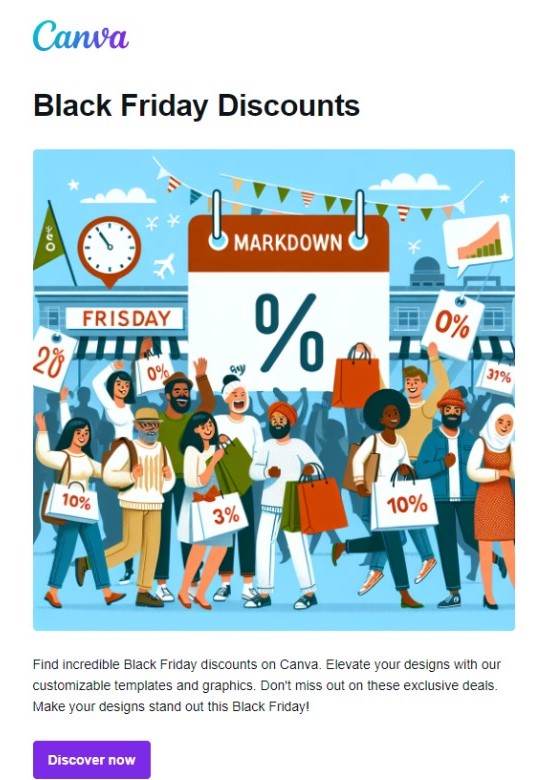 Canva
Black Friday Discounts
MARKDOWN
%
FRISDAY
0%
0%
31%
10%
3%
10%
Find incredible Black Friday discounts on Canva. Elevate your designs with our
customizable templates and graphics. Don't miss out on these exclusive deals.
Make your designs stand out this Black Friday!
Discover now